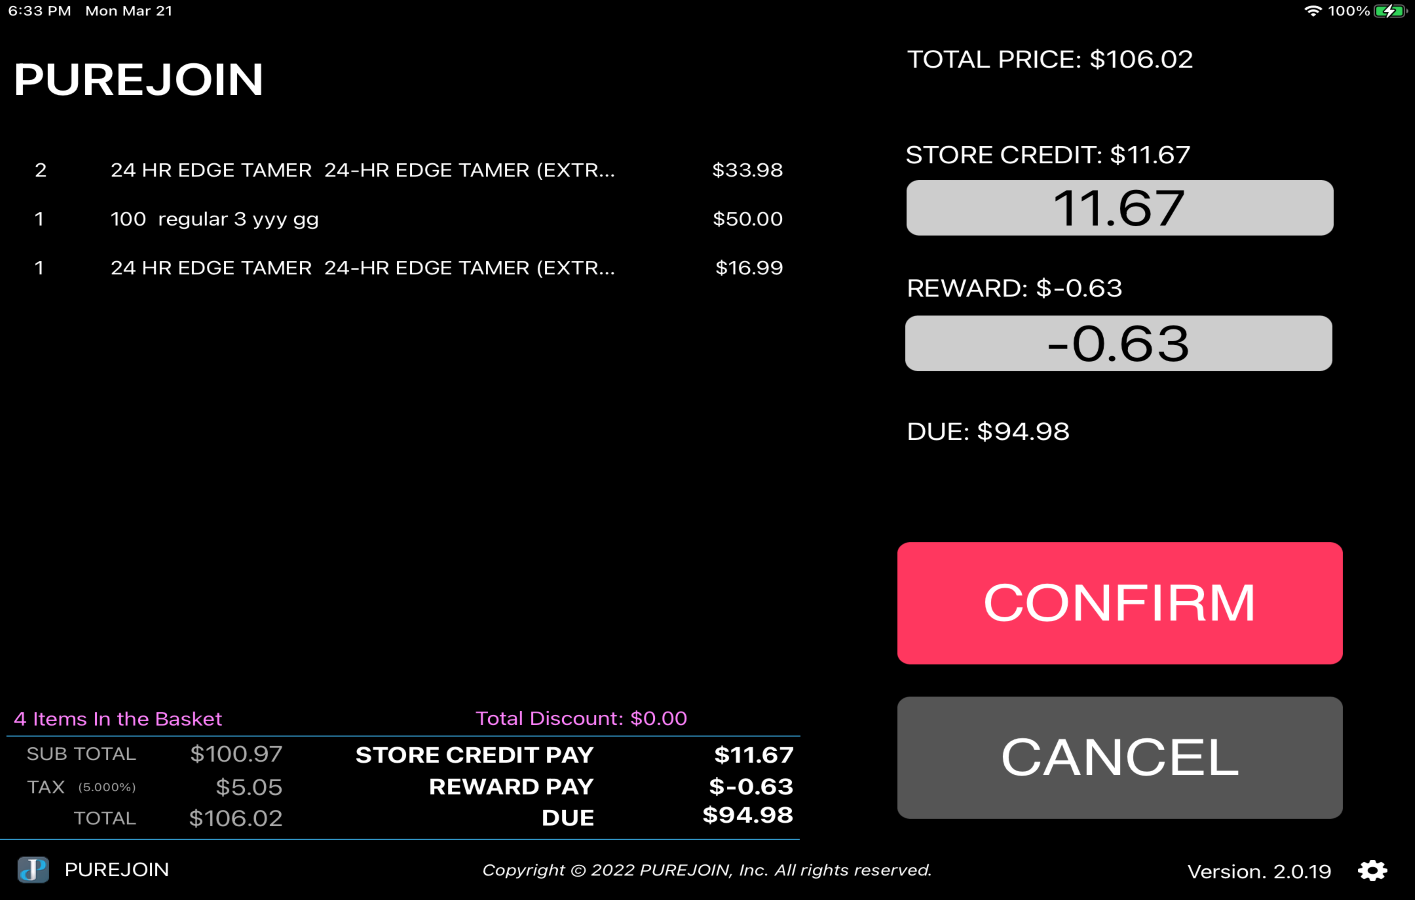 6:33 PM Mon Mar 21
100%
PUREJOIN
2 24 HR EDGE TAMER 24-HR EDGE TAMER (EXTR... $33.98
1 100 regular 3 yyy gg $50.00
1 24 HR EDGE TAMER 24-HR EDGE TAMER (EXTR... $16.99
TOTAL PRICE: $106.02
STORE CREDIT: $11.67
11.67
REWARD: $-0.63
-0.63
DUE: $94.98
CONFIRM
CANCEL
4 Items In the Basket
Total Discount: $0.00
SUB TOTAL $100.97
TAX (5.000%) $5.05
TOTAL $106.02
STORE CREDIT PAY $11.67
REWARD PAY $-0.63
DUE $94.98
PUREJOIN
Copyright © 2022 PUREJOIN, Inc. All rights reserved.
Version. 2.0.19